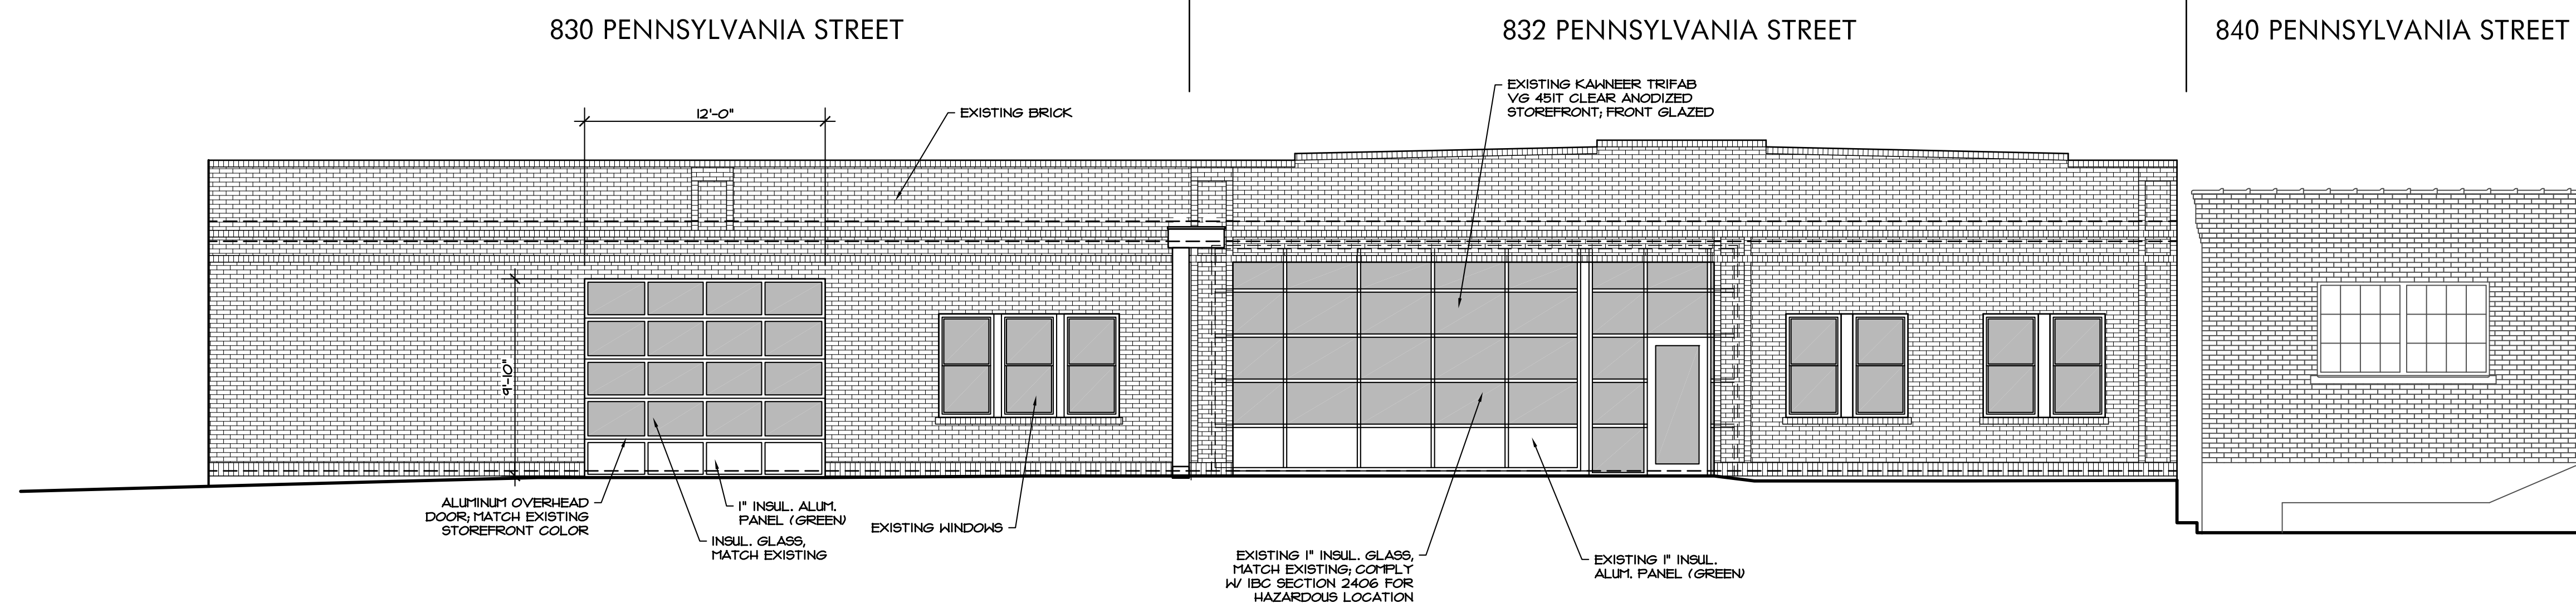 830 PENNSYLVANIA STREET
832 PENNSYLVANIA STREET
840 PENNSYLVANIA STREET
EXISTING KAWNEER TRIFAB
VG 451T CLEAR ANODIZED
STOREFRONT; FRONT GLAZED
12'-0"
EXISTING BRICK
9'-10"
ALUMINUM OVERHEAD
DOOR; MATCH EXISTING
STOREFRONT COLOR
1" INSUL. ALUM.
PANEL (GREEN)
INSUL. GLASS,
MATCH EXISTING
EXISTING WINDOWS
EXISTING 1" INSUL. GLASS,
MATCH EXISTING; COMPLY
W/ IBC SECTION 2406 FOR
HAZARDOUS LOCATION
EXISTING 1" INSUL.
ALUM. PANEL (GREEN)